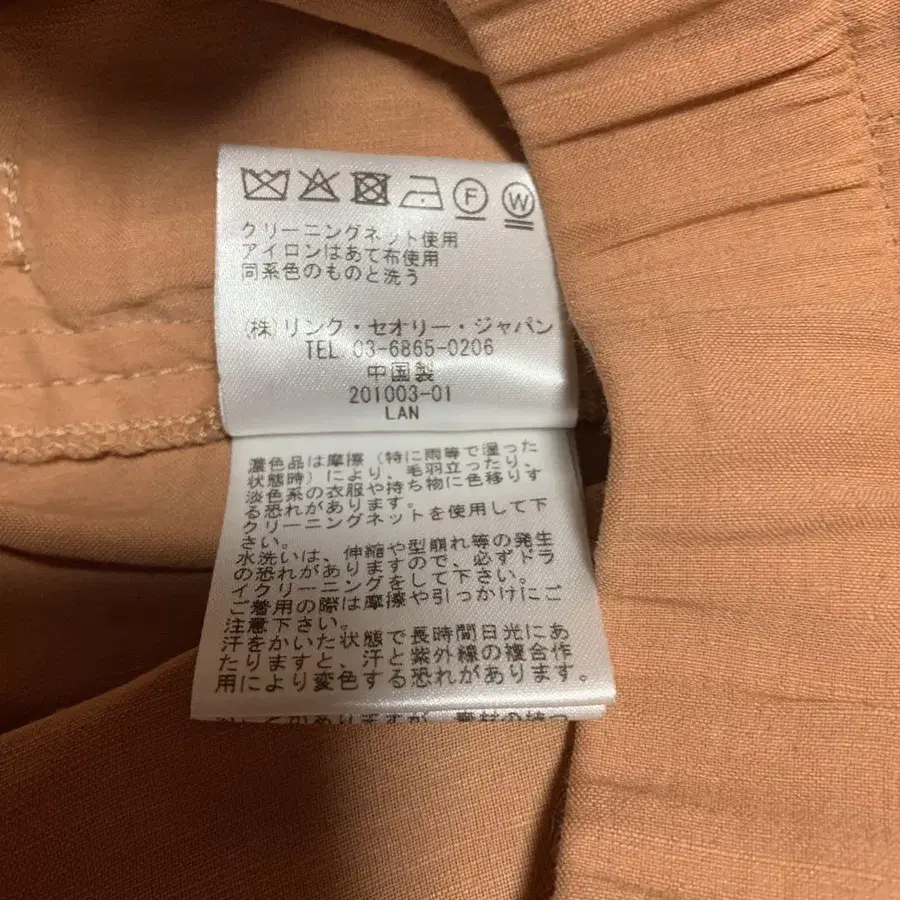 F W
クリーニングネット使用
アイロンはあて布使用
同系色のものと洗う
(株)リンク・セオリー・ジャパン
TEL 03-6865-0206
中国製
201003-01
LAN
濃色品は摩擦(特に雨等で湿った
状態時)により、毛羽立ったり、
淡色系の衣服や持ち物に色移りす
る恐れがあります。
クリーニングネットを使用して下
さい。
水洗いは、伸縮や型崩れ等の発生
の恐れがありますので、必ずドラ
イクリーニングをして下さい。
ご着用の際は摩擦や引っかけにご
注意下さい。
汗をかいた状態で長時間日光にあ
たりますと、汗と紫外線の複合作
用により変色する恐れがあります。